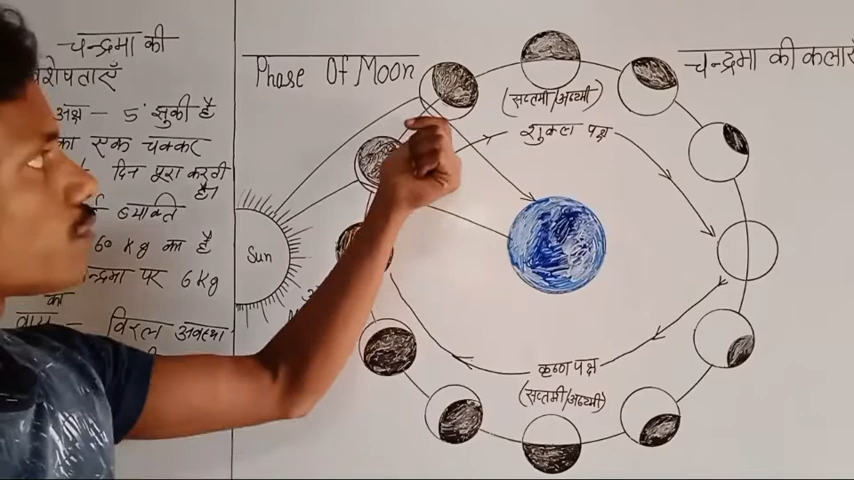 चन्द्रमा की
अक्ष - 5° झुकी है
का एक चक्कर
दिन पूरा करती
है।
व्यक्ति
60 kg का है
चन्द्रमा पर 6 kg
का
वायु - विरल अवस्था
Phase Of Moon
Sun
(सप्तमी/अष्टमी)
शुक्ल पक्ष
कृष्ण पक्ष
(सप्तमी/अष्टमी)
चन्द्रमा की कलाएँ